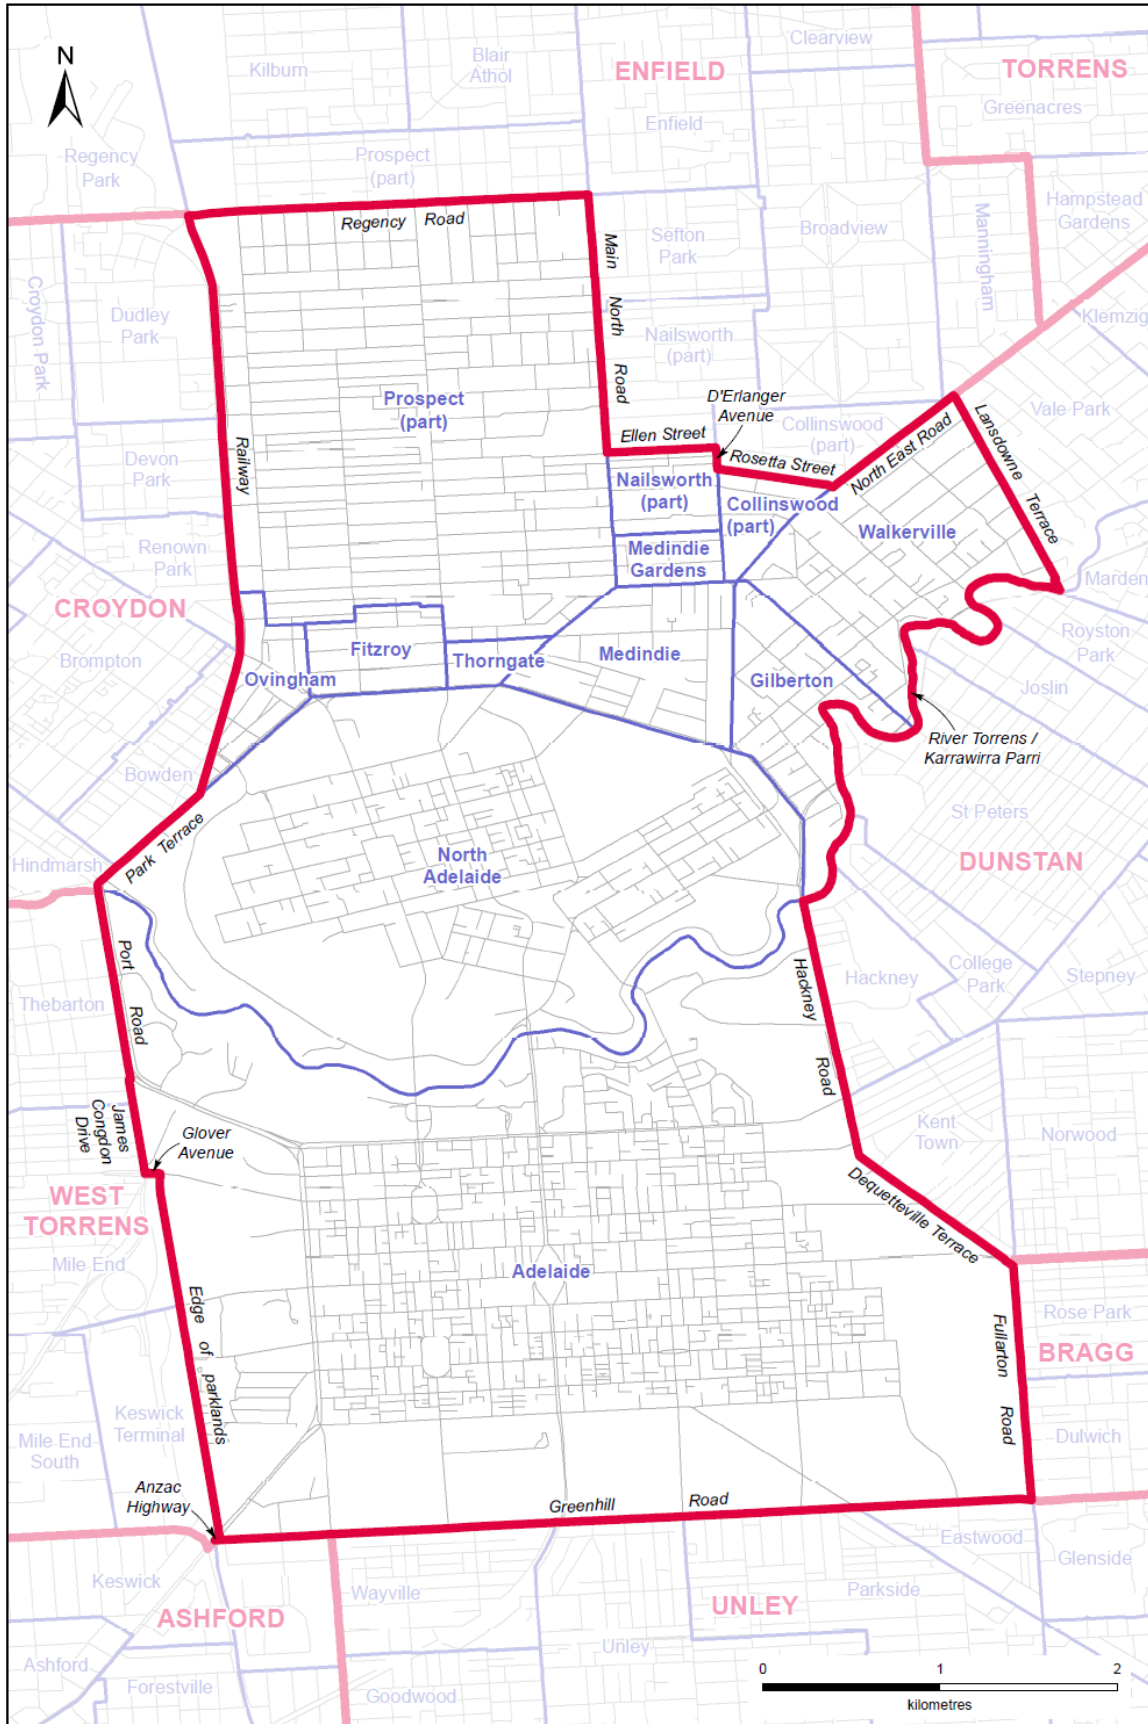 N
Kilburn
Blair
Athol
ENFIELD
Clearview
TORRENS
Greenacres
Enfield
Regency
Park
Prospect
(part)
Hampstead
Gardens
Regency Road
Main North Road
Sefton
Park
Broadview
Manningham
Klemzig
Croydon Park
Dudley
Park
Nailsworth
(part)
Prospect
(part)
D'Erlanger
Avenue
Collinswood
(part)
North East Road
Lansdowne Terrace
Vale Park
Ellen Street
Rosetta Street
Railway
Devon
Park
Nailsworth
(part)
Collinswood
(part)
Walkerville
Renown
Park
Medindie
Gardens
Marden
CROYDON
Royston
Park
Brompton
Fitzroy
Thorngate
Medindie
Ovingham
Gilberton
Joslin
River Torrens /
Karrawirra Parri
Bowden
St Peters
Park Terrace
Hindmarsh
North
Adelaide
DUNSTAN
Port Road
Hackney Road
Hackney
College
Park
Stepney
Thebarton
James
Congdon
Drive
Glover
Avenue
Kent
Town
Norwood
WEST
TORRENS
Mile End
Dequetteville Terrace
Adelaide
Edge of parklands
Fullarton Road
Rose Park
BRAGG
Keswick
Terminal
Mile End
South
Dulwich
Anzac
Highway
Greenhill Road
Eastwood
Glenside
Keswick
Wayville
Parkside
ASHFORD
UNLEY
Unley
Ashford
Forestville
Goodwood
0 1 2
kilometres